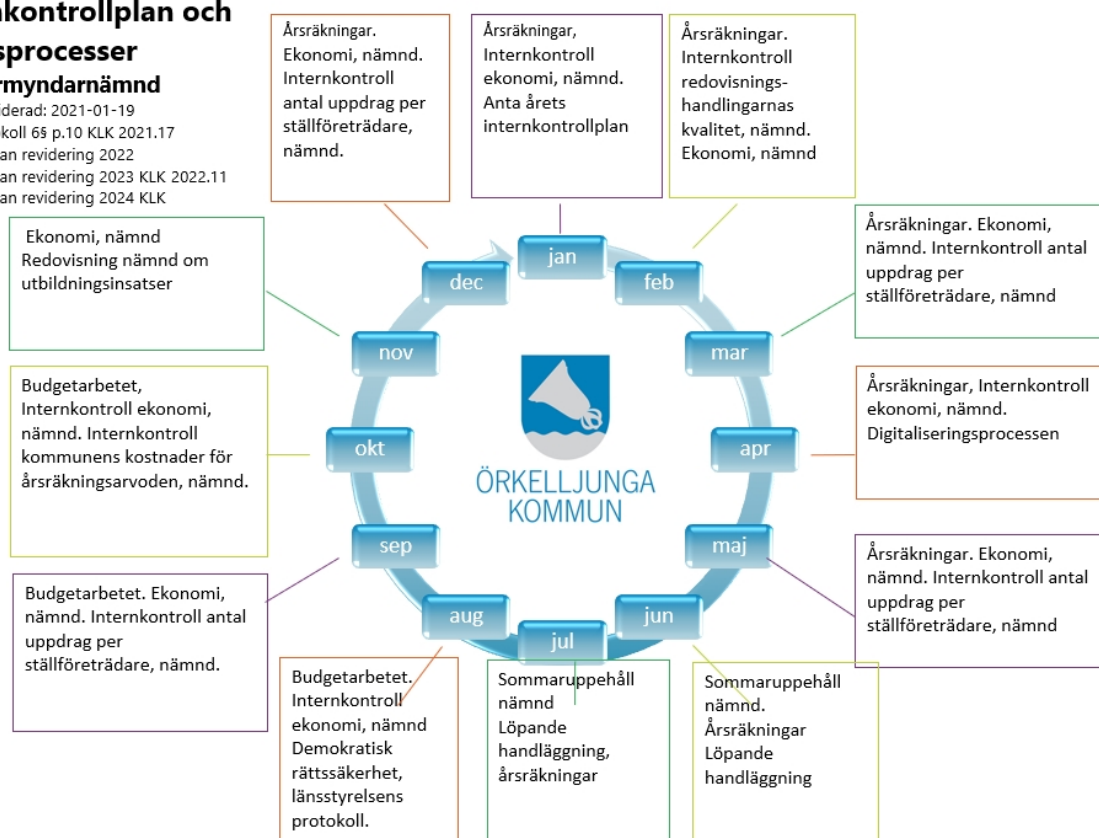 nkontrollplan och
sprocesser
rmyndarnämnd
iderad: 2021-01-19
koll 6§ p.10 KLK 2021.17
an revidering 2022
an revidering 2023 KLK 2022.11
an revidering 2024 KLK
Årsräkningar.
Ekonomi, nämnd.
Internkontroll
antal uppdrag per
ställföreträdare,
nämnd.
Årsräkningar,
Internkontroll
ekonomi, nämnd.
Anta årets
internkontrollplan
Årsräkningar.
Internkontroll
redovisnings-
handlingarnas
kvalitet, nämnd.
Ekonomi, nämnd
Ekonomi, nämnd
Redovisning nämnd om
utbildningsinsatser
Årsräkningar. Ekonomi,
nämnd. Internkontroll antal
uppdrag per
ställföreträdare, nämnd
jan
dec
feb
nov
mar
Budgetarbetet,
Internkontroll ekonomi,
nämnd. Internkontroll
kommunens kostnader för
årsräkningsarvoden, nämnd.
Årsräkningar, Internkontroll
ekonomi, nämnd.
Digitaliseringsprocessen
okt
apr
ÖRKELLJUNGA
KOMMUN
sep
maj
Budgetarbetet. Ekonomi,
nämnd. Internkontroll antal
uppdrag per
ställföreträdare, nämnd.
Årsräkningar. Ekonomi,
nämnd. Internkontroll antal
uppdrag per
ställföreträdare, nämnd
aug
jun
jul
Budgetarbetet.
Internkontroll
ekonomi, nämnd
Demokratisk
rättssäkerhet,
länsstyrelsens
protokoll.
Sommaruppehåll
nämnd
Löpande
handläggning,
årsräkningar
Sommaruppehåll
nämnd.
Årsräkningar
Löpande
handläggning